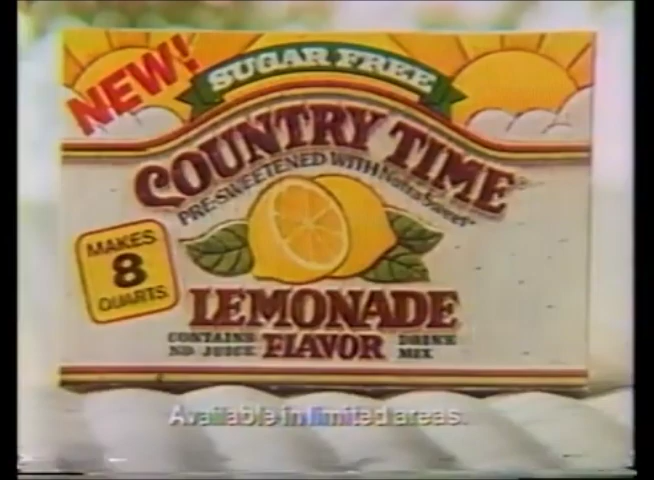 NEW!
SUGAR FREE
COUNTRY TIME
PRE-SWEETENED WITH NutraSweet
MAKES
8
QUARTS
LEMONADE
FLAVOR
CONTAINS
NO JUICE
DRINK
MIX
Available in limited areas.